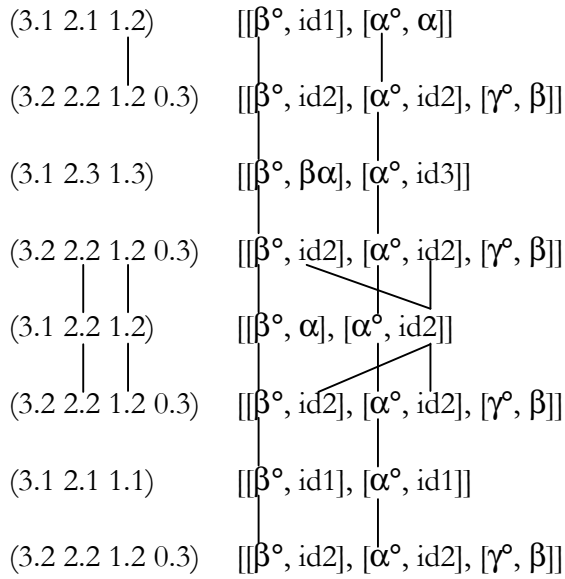 (3.1 2.1 1.2) [[β°, id1], [α°, α]]
(3.2 2.2 1.2 0.3) [[β°, id2], [α°, id2], [γ°, β]]
(3.1 2.3 1.3) [[β°, βα], [α°, id3]]
(3.2 2.2 1.2 0.3) [[β°, id2], [α°, id2], [γ°, β]]
(3.1 2.2 1.2) [[β°, α], [α°, id2]]
(3.2 2.2 1.2 0.3) [[β°, id2], [α°, id2], [γ°, β]]
(3.1 2.1 1.1) [[β°, id1], [α°, id1]]
(3.2 2.2 1.2 0.3) [[β°, id2], [α°, id2], [γ°, β]]